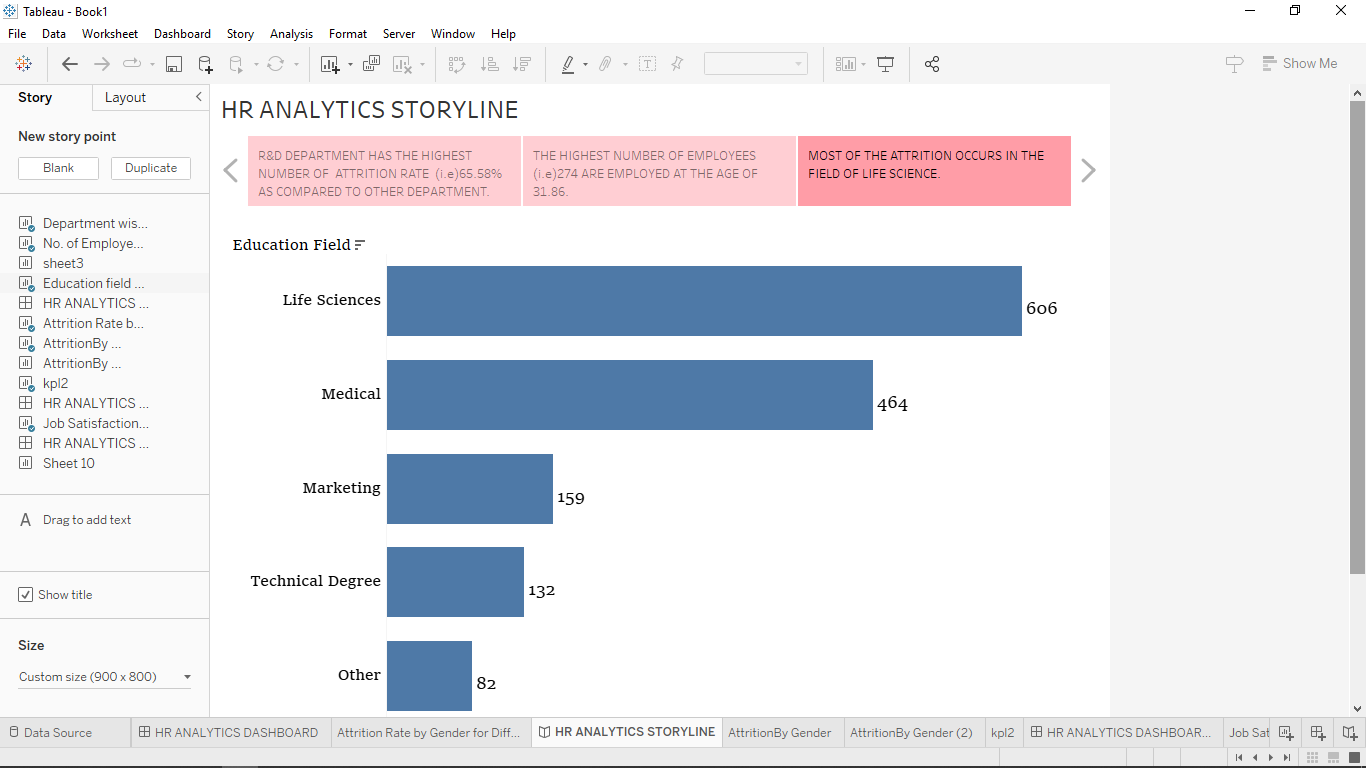 Tableau - Book1
File Data Worksheet Dashboard Story Analysis Format Server Window Help
Show Me
Story Layout
New story point
Blank Duplicate
Department wis...
No. of Employe...
sheet3
Education field ...
HR ANALYTICS ...
Attrition Rate b...
AttritionBy ...
AttritionBy ...
kpl2
HR ANALYTICS ...
Job Satisfaction...
HR ANALYTICS ...
Sheet 10
A Drag to add text
Show title
Size
Custom size (900 x 800)
HR ANALYTICS STORYLINE
R&D DEPARTMENT HAS THE HIGHEST
NUMBER OF ATTRITION RATE (i.e)65.58%
AS COMPARED TO OTHER DEPARTMENT.
THE HIGHEST NUMBER OF EMPLOYEES
(i.e)274 ARE EMPLOYED AT THE AGE OF
31.86.
MOST OF THE ATTRITION OCCURS IN THE
FIELD OF LIFE SCIENCE.
Education Field
Life Sciences 606
Medical 464
Marketing 159
Technical Degree 132
Other 82
Data Source HR ANALYTICS DASHBOARD Attrition Rate by Gender for Diff... HR ANALYTICS STORYLINE AttritionBy Gender AttritionBy Gender (2) kpl2 HR ANALYTICS DASHBOAR... Job Sat